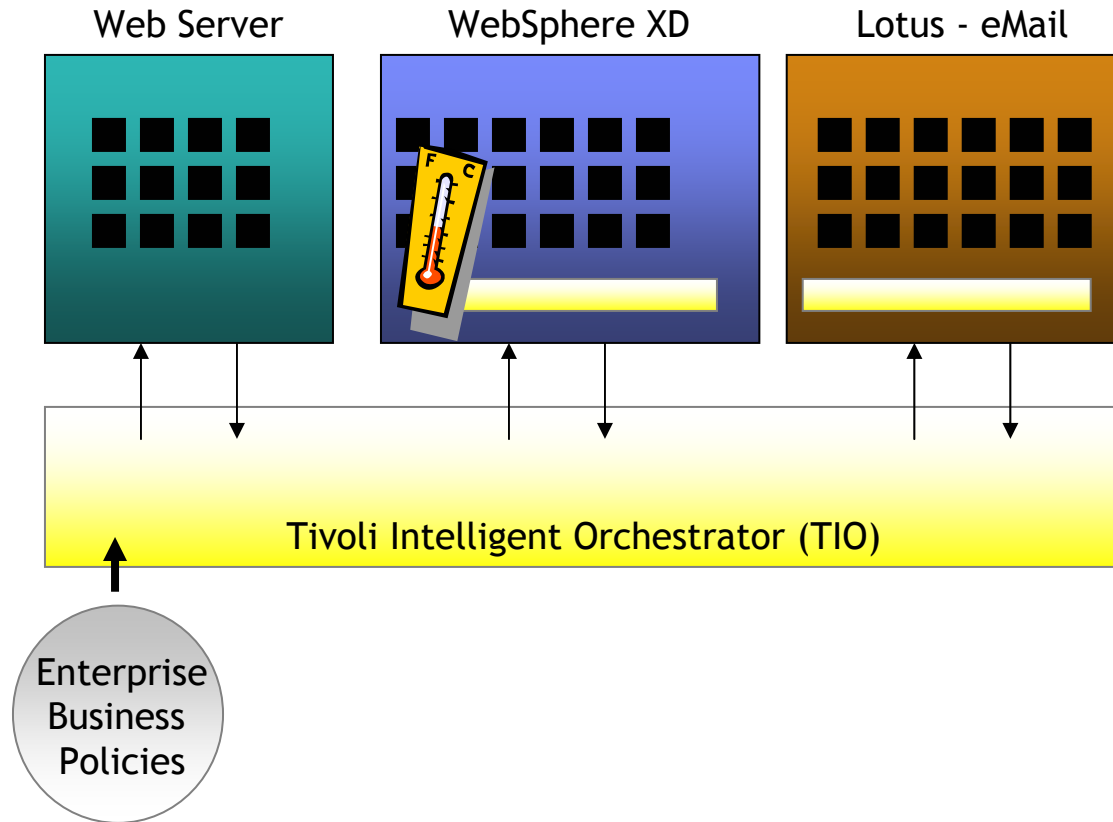 Web Server
WebSphere XD
Lotus - eMail
F C
Tivoli Intelligent Orchestrator (TIO)
Enterprise
Business
Policies